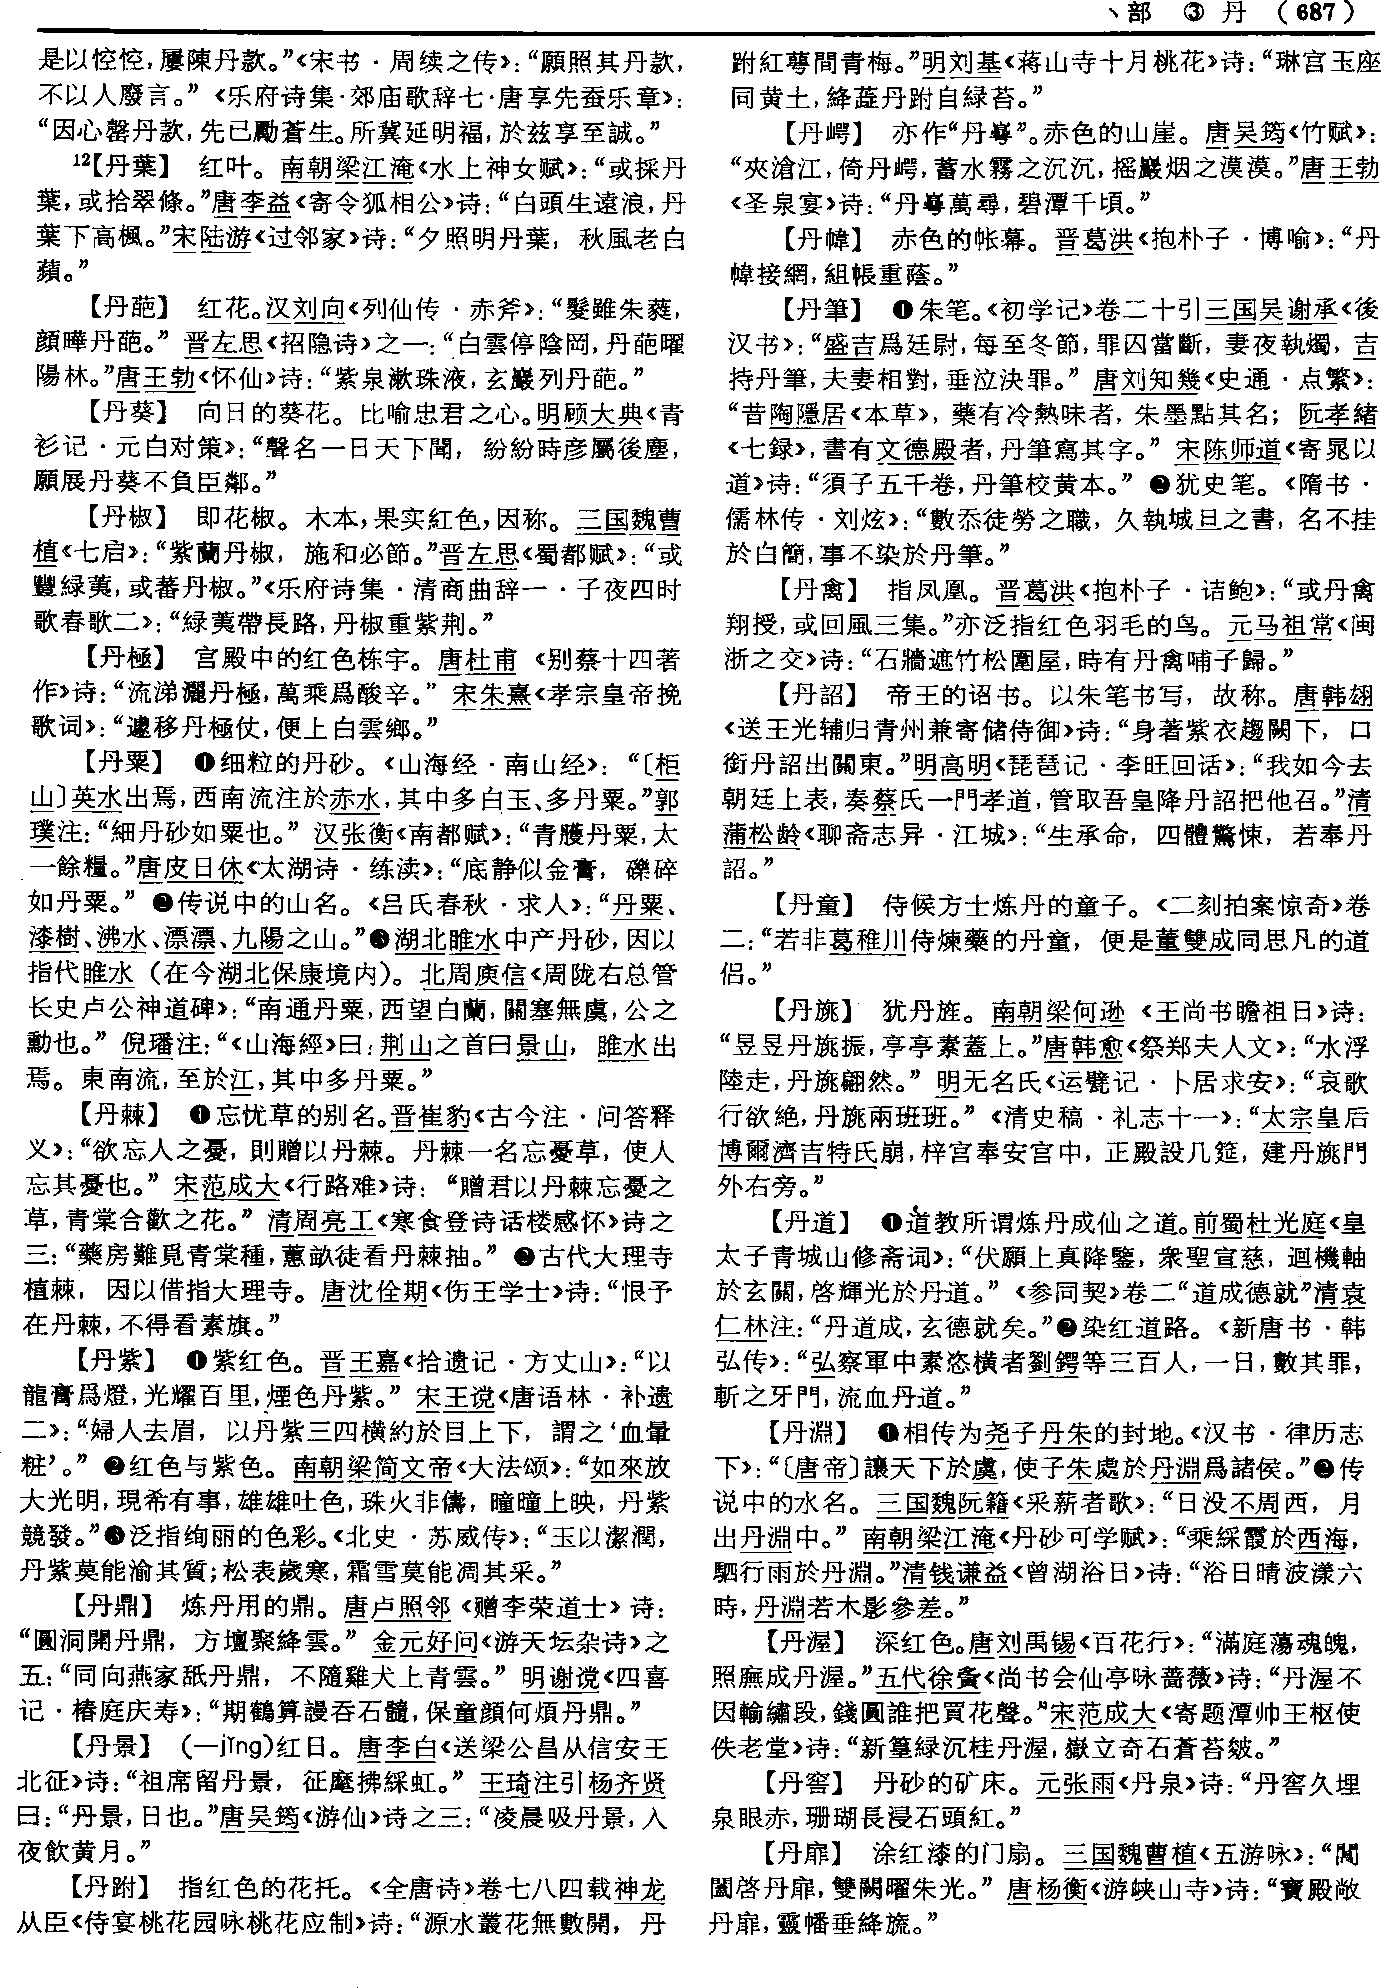 丶部 ③ 丹 （687）
是以悾悾，屢陳丹款。”《宋书·周续之传》：“願照其丹款，
不以人廢言。”《乐府诗集·郊庙歌辞七·唐享先蚕乐章》：
“因心罄丹款，先已勵蒼生。所冀延明福，於兹享至誠。”
12【丹葉】 红叶。南朝梁江淹《水上神女赋》：“或採丹
葉，或拾翠條。”唐李益《寄令狐相公》诗：“白頭生遠浪，丹
葉下高楓。”宋陆游《过邻家》诗：“夕照明丹葉，秋風老白
蘋。”
【丹葩】 红花。汉刘向《列仙传·赤斧》：“髮雖朱蕤，
顔曄丹葩。”晋左思《招隐诗》之一：“白雲停陰岡，丹葩曜
陽林。”唐王勃《怀仙》诗：“紫泉漱珠液，玄巖列丹葩。”
【丹葵】 向日的葵花。比喻忠君之心。明顾大典《青
衫记·元白对策》：“聲名一日天下聞，紛紛時彦屬後塵，
願展丹葵不負臣鄰。”
【丹椒】 即花椒。木本，果实红色，因称。三国魏曹
植《七启》：“紫蘭丹椒，施和必節。”晋左思《蜀都赋》：“或
豐緑荑，或蕃丹椒。”《乐府诗集·清商曲辞一·子夜四时
歌春歌二》：“緑荑帶長路，丹椒重紫荆。”
【丹極】 宫殿中的红色栋宇。唐杜甫《别蔡十四著
作》诗：“流涕灑丹極，萬乘爲酸辛。”宋朱熹《孝宗皇帝挽
歌词》：“遽移丹極仗，便上白雲鄉。”
【丹粟】 ❶细粒的丹砂。《山海经·南山经》：“〔柜
山〕英水出焉，西南流注於赤水，其中多白玉、多丹粟。”郭
璞注：“細丹砂如粟也。”汉张衡《南都赋》：“青雘丹粟，太
一餘糧。”唐皮日休《太湖诗·练渎》：“底静似金膏，礫碎
如丹粟。”❷传说中的山名。《吕氏春秋·求人》：“丹粟、
漆樹、沸水、漂漂、九陽之山。”❸湖北睢水中产丹砂，因以
指代睢水（在今湖北保康境内）。北周庾信《周陇右总管
长史卢公神道碑》：“南通丹粟，西望白蘭，關塞無虞，公之
勳也。”倪璠注：“《山海經》曰：荆山之首曰景山，睢水出
焉。東南流，至於江，其中多丹粟。”
【丹棘】 ❶忘忧草的别名。晋崔豹《古今注·问答释
义》：“欲忘人之憂，則贈以丹棘。丹棘一名忘憂草，使人
忘其憂也。”宋范成大《行路难》诗：“贈君以丹棘忘憂之
草，青棠合歡之花。”清周亮工《寒食登诗话楼感怀》诗之
三：“藥房難覓青棠種，蕙畝徒看丹棘抽。”❷古代大理寺
植棘，因以借指大理寺。唐沈佺期《伤王学士》诗：“恨予
在丹棘，不得看素旗。”
【丹紫】 ❶紫红色。晋王嘉《拾遗记·方丈山》：“以
龍膏爲燈，光耀百里，煙色丹紫。”宋王谠《唐语林·补遗
二》：“婦人去眉，以丹紫三四横約於目上下，謂之‘血暈
粧’。”❷红色与紫色。南朝梁简文帝《大法颂》：“如來放
大光明，現希有事，雄雄吐色，珠火非儔，曈曈上映，丹紫
競發。”❸泛指绚丽的色彩。《北史·苏威传》：“玉以潔潤，
丹紫莫能渝其質；松表歲寒，霜雪莫能凋其采。”
【丹鼎】 炼丹用的鼎。唐卢照邻《赠李荣道士》诗：
“圓洞開丹鼎，方壇聚絳雲。”金元好问《游天坛杂诗》之
五：“同向燕家舐丹鼎，不隨雞犬上青雲。”明谢谠《四喜
记·椿庭庆寿》：“期鶴算謾吞石髓，保童顔何煩丹鼎。”
【丹景】 (—jǐng)红日。唐李白《送梁公昌从信安王
北征》诗：“祖席留丹景，征麾拂綵虹。”王琦注引杨齐贤
曰：“丹景，日也。”唐吴筠《游仙》诗之三：“凌晨吸丹景，入
夜飲黄月。”
【丹跗】 指红色的花托。《全唐诗》卷七八四载神龙
从臣《侍宴桃花园咏桃花应制》诗：“源水叢花無數開，丹
跗紅萼間青梅。”明刘基《蒋山寺十月桃花》诗：“琳宫玉座
同黄土，絳蕋丹跗自緑苔。”
【丹崿】 亦作“丹㟧”。赤色的山崖。唐吴筠《竹赋》：
“夾滄江，倚丹崿，蓄水霧之沉沉，摇巖烟之漠漠。”唐王勃
《圣泉宴》诗：“丹㟧萬尋，碧潭千頃。”
【丹幃】 赤色的帐幕。晋葛洪《抱朴子·博喻》：“丹
幃接網，組帳重蔭。”
【丹筆】 ❶朱笔。《初学记》卷二十引三国吴谢承《後
汉书》：“盛吉爲廷尉，每至冬節，罪囚當斷，妻夜執燭，吉
持丹筆，夫妻相對，垂泣決罪。”唐刘知幾《史通·点繁》：
“昔陶隱居《本草》，藥有冷熱味者，朱墨點其名；阮孝緒
《七録》，書有文德殿者，丹筆寫其字。”宋陈师道《寄晁以
道》诗：“須子五千卷，丹筆校黄本。”❷犹史笔。《隋书·
儒林传·刘炫》：“數忝徒勞之職，久執城旦之書，名不挂
於白簡，事不染於丹筆。”
【丹禽】 指凤凰。晋葛洪《抱朴子·诘鲍》：“或丹禽
翔授，或回風三集。”亦泛指红色羽毛的鸟。元马祖常《闽
浙之交》诗：“石牆遮竹松圍屋，時有丹禽哺子歸。”
【丹詔】 帝王的诏书。以朱笔书写，故称。唐韩翃
《送王光辅归青州兼寄储侍御》诗：“身著紫衣趨闕下，口
銜丹詔出關東。”明高明《琵琶记·李旺回话》：“我如今去
朝廷上表，奏蔡氏一門孝道，管取吾皇降丹詔把他召。”清
蒲松龄《聊斋志异·江城》：“生承命，四體驚悚，若奉丹
詔。”
【丹童】 侍候方士炼丹的童子。《二刻拍案惊奇》卷
二：“若非葛稚川侍煉藥的丹童，便是董雙成同思凡的道
侣。”
【丹旐】 犹丹旌。南朝梁何逊《王尚书瞻祖日》诗：
“昱昱丹旐振，亭亭素蓋上。”唐韩愈《祭郑夫人文》：“水浮
陸走，丹旐翩然。”明无名氏《运甓记·卜居求安》：“哀歌
行欲絶，丹旐兩班班。”《清史稿·礼志十一》：“太宗皇后
博爾濟吉特氏崩，梓宫奉安宫中，正殿設几筵，建丹旐門
外右旁。”
【丹道】 ❶道教所谓炼丹成仙之道。前蜀杜光庭《皇
太子青城山修斋词》：“伏願上真降鑒，衆聖宣慈，迴機軸
於玄關，啓輝光於丹道。”《参同契》卷二“道成德就”清袁
仁林注：“丹道成，玄德就矣。”❷染红道路。《新唐书·韩
弘传》：“弘察軍中素恣横者劉鍔等三百人，一日，數其罪，
斬之牙門，流血丹道。”
【丹淵】 ❶相传为尧子丹朱的封地。《汉书·律历志
下》：“〔唐帝〕讓天下於虞，使子朱處於丹淵爲諸侯。”❷传
说中的水名。三国魏阮籍《采薪者歌》：“日没不周西，月
出丹淵中。”南朝梁江淹《丹砂可学赋》：“乘綵霞於西海，
駟行雨於丹淵。”清钱谦益《曾湖浴日》诗：“浴日晴波漾六
時，丹淵若木影參差。”
【丹渥】 深红色。唐刘禹锡《百花行》：“滿庭蕩魂魄，
照廡成丹渥。”五代徐夤《尚书会仙亭咏蔷薇》诗：“丹渥不
因輸繡段，錢圓誰把買花聲。”宋范成大《寄题潭帅王枢使
佚老堂》诗：“新篁緑沉桂丹渥，嶽立奇石蒼苔皴。”
【丹窖】 丹砂的矿床。元张雨《丹泉》诗：“丹窖久埋
泉眼赤，珊瑚長浸石頭紅。”
【丹扉】 涂红漆的门扇。三国魏曹植《五游咏》：“閶
闔啓丹扉，雙闕曜朱光。”唐杨衡《游峡山寺》诗：“寶殿敞
丹扉，靈幡垂絳旒。”